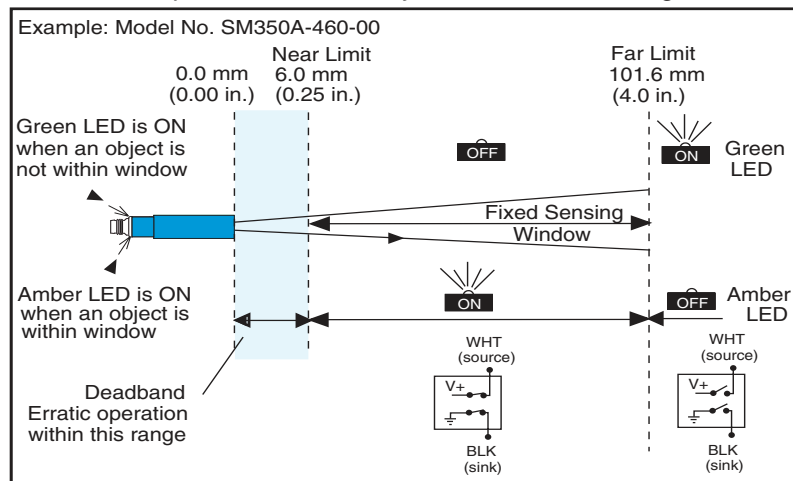 Example: Model No. SM350A-460-00
0.0 mm
(0.00 in.)
Near Limit
6.0 mm
(0.25 in.)
Far Limit
101.6 mm
(4.0 in.)
Green LED is ON
when an object is
not within window
OFF
ON
Green
LED
Fixed Sensing
Window
Amber LED is ON
when an object is
within window
ON
OFF
Amber
LED
Deadband
Erratic operation
within this range
WHT
(source)
V+
BLK
(sink)
WHT
(source)
V+
BLK
(sink)